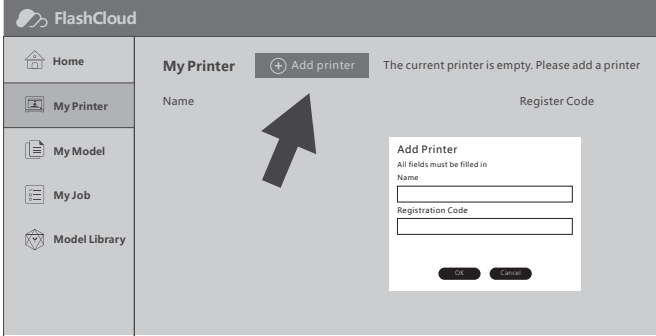 FlashCloud
Home
My Printer
My Model
My Job
Model Library
My Printer
Add printer
The current printer is empty. Please add a printer
Name
Register Code
Add Printer
All fields must be filled in
Name
Registration Code
OK
Cancel